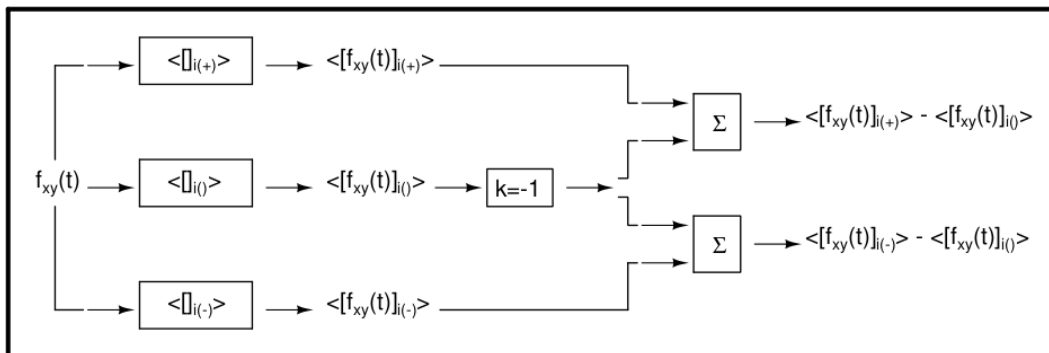 <[]i(+)> <[fxy(t)]i(+)>
Σ <[fxy(t)]i(+)> - <[fxy(t)]i()>
fxy(t) <[]i()> <[fxy(t)]i()> k=-1
Σ <[fxy(t)]i(-)> - <[fxy(t)]i()>
<[]i(-)> <[fxy(t)]i(-)>